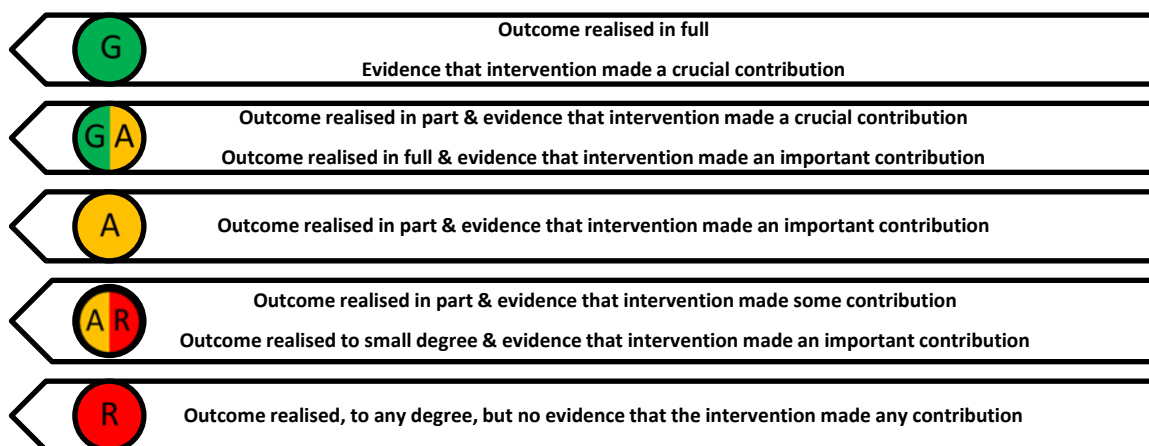 G
Outcome realised in full
Evidence that intervention made a crucial contribution
G A
Outcome realised in part & evidence that intervention made a crucial contribution
Outcome realised in full & evidence that intervention made an important contribution
A
Outcome realised in part & evidence that intervention made an important contribution
A R
Outcome realised in part & evidence that intervention made some contribution
Outcome realised to small degree & evidence that intervention made an important contribution
R
Outcome realised, to any degree, but no evidence that the intervention made any contribution